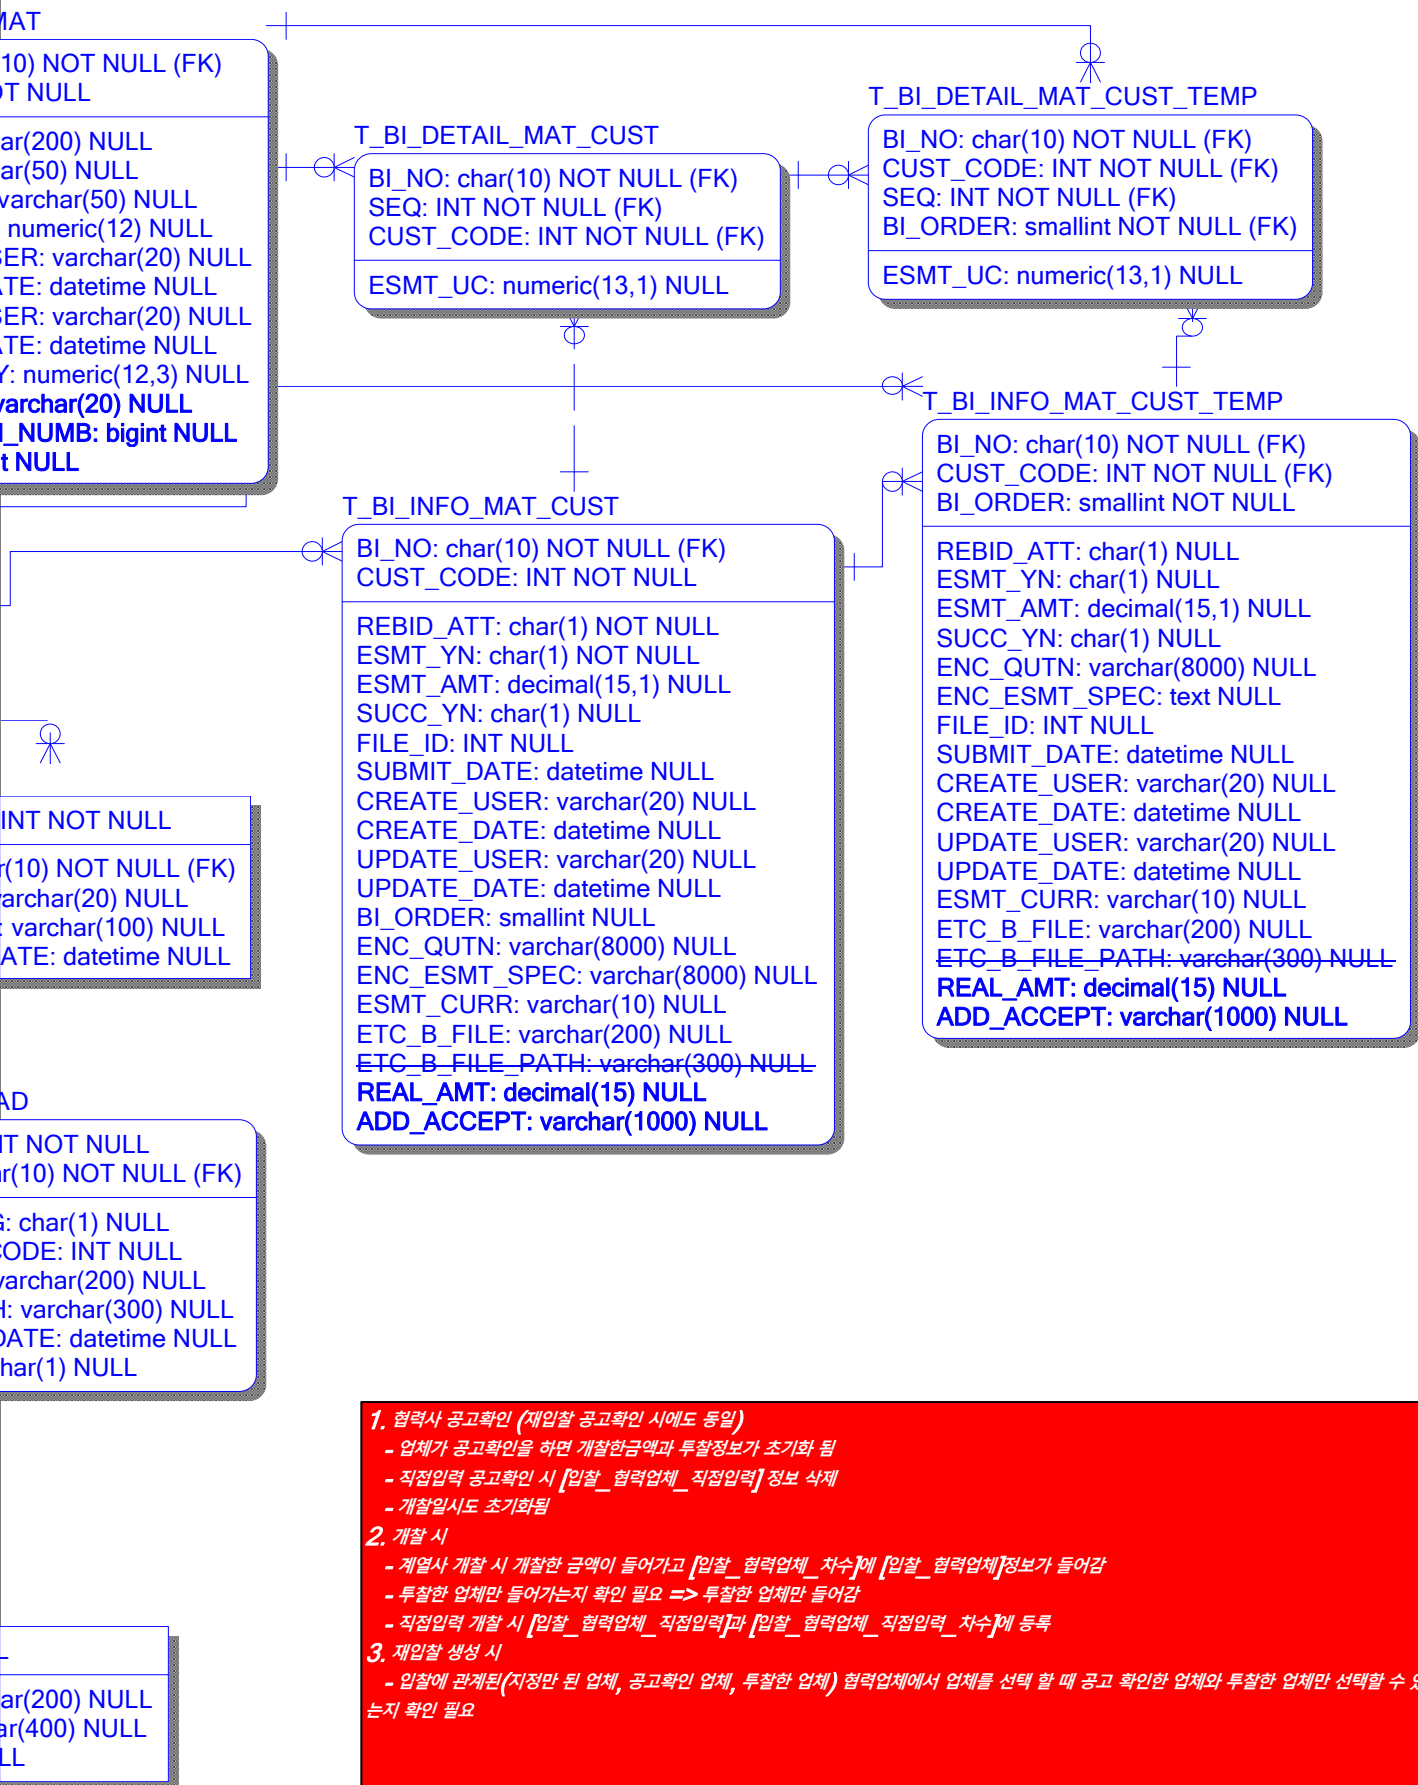 MAT
10) NOT NULL (FK)
OT NULL
ar(200) NULL
ar(50) NULL
varchar(50) NULL
numeric(12) NULL
SER: varchar(20) NULL
ATE: datetime NULL
SER: varchar(20) NULL
ATE: datetime NULL
Y: numeric(12,3) NULL
varchar(20) NULL
I_NUMB: bigint NULL
t NULL
T_BI_DETAIL_MAT_CUST
BI_NO: char(10) NOT NULL (FK)
SEQ: INT NOT NULL (FK)
CUST_CODE: INT NOT NULL (FK)
ESMT_UC: numeric(13,1) NULL
T_BI_DETAIL_MAT_CUST_TEMP
BI_NO: char(10) NOT NULL (FK)
CUST_CODE: INT NOT NULL (FK)
SEQ: INT NOT NULL (FK)
BI_ORDER: smallint NOT NULL (FK)
ESMT_UC: numeric(13,1) NULL
T_BI_INFO_MAT_CUST
BI_NO: char(10) NOT NULL (FK)
CUST_CODE: INT NOT NULL
REBID_ATT: char(1) NOT NULL
ESMT_YN: char(1) NOT NULL
ESMT_AMT: decimal(15,1) NULL
SUCC_YN: char(1) NULL
FILE_ID: INT NULL
SUBMIT_DATE: datetime NULL
CREATE_USER: varchar(20) NULL
CREATE_DATE: datetime NULL
UPDATE_USER: varchar(20) NULL
UPDATE_DATE: datetime NULL
BI_ORDER: smallint NULL
ENC_QUTN: varchar(8000) NULL
ENC_ESMT_SPEC: varchar(8000) NULL
ESMT_CURR: varchar(10) NULL
ETC_B_FILE: varchar(200) NULL
ETC_B_FILE_PATH: varchar(300) NULL
REAL_AMT: decimal(15) NULL
ADD_ACCEPT: varchar(1000) NULL
T_BI_INFO_MAT_CUST_TEMP
BI_NO: char(10) NOT NULL (FK)
CUST_CODE: INT NOT NULL (FK)
BI_ORDER: smallint NOT NULL
REBID_ATT: char(1) NULL
ESMT_YN: char(1) NULL
ESMT_AMT: decimal(15,1) NULL
SUCC_YN: char(1) NULL
ENC_QUTN: varchar(8000) NULL
ENC_ESMT_SPEC: text NULL
FILE_ID: INT NULL
SUBMIT_DATE: datetime NULL
CREATE_USER: varchar(20) NULL
CREATE_DATE: datetime NULL
UPDATE_USER: varchar(20) NULL
UPDATE_DATE: datetime NULL
ESMT_CURR: varchar(10) NULL
ETC_B_FILE: varchar(200) NULL
ETC_B_FILE_PATH: varchar(300) NULL
REAL_AMT: decimal(15) NULL
ADD_ACCEPT: varchar(1000) NULL
INT NOT NULL
r(10) NOT NULL (FK)
varchar(20) NULL
: varchar(100) NULL
ATE: datetime NULL
AD
IT NOT NULL
ar(10) NOT NULL (FK)
G: char(1) NULL
CODE: INT NULL
varchar(200) NULL
H: varchar(300) NULL
DATE: datetime NULL
har(1) NULL
L
ar(200) NULL
ar(400) NULL
LL
1. 협력사 공고확인 (재입찰 공고확인 시에도 동일)
- 업체가 공고확인을 하면 개찰한금액과 투찰정보가 초기화 됨
- 직접입력 공고확인 시 [입찰_협력업체_직접입력] 정보 삭제
- 개찰일시도 초기화됨
2. 개찰 시
- 계열사 개찰 시 개찰한 금액이 들어가고 [입찰_협력업체_차수]에 [입찰_협력업체]정보가 들어감
- 투찰한 업체만 들어가는지 확인 필요 => 투찰한 업체만 들어감
- 직접입력 개찰 시 [입찰_협력업체_직접입력]과 [입찰_협력업체_직접입력_차수]에 등록
3. 재입찰 생성 시
- 입찰에 관계된(지정만 된 업체, 공고확인 업체, 투찰한 업체) 협력업체에서 업체를 선택 할 때 공고 확인한 업체와 투찰한 업체만 선택할 수 있
는지 확인 필요